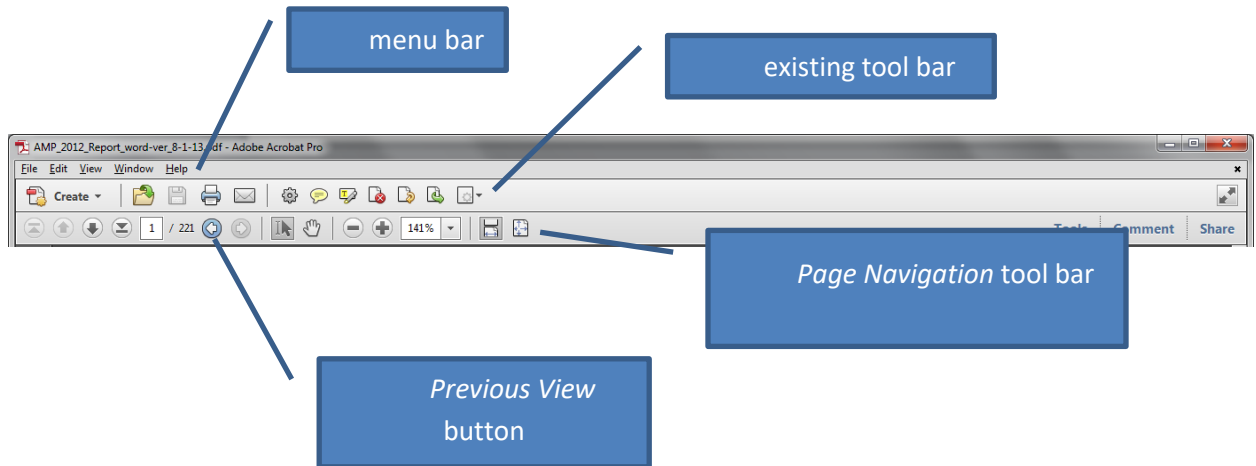 menu bar
existing tool bar
AMP_2012_Report_word-ver_8-1-13.pdf - Adobe Acrobat Pro
File Edit View Window Help
Create
1 / 221 141% Comment Share
Page Navigation tool bar
Previous View
button